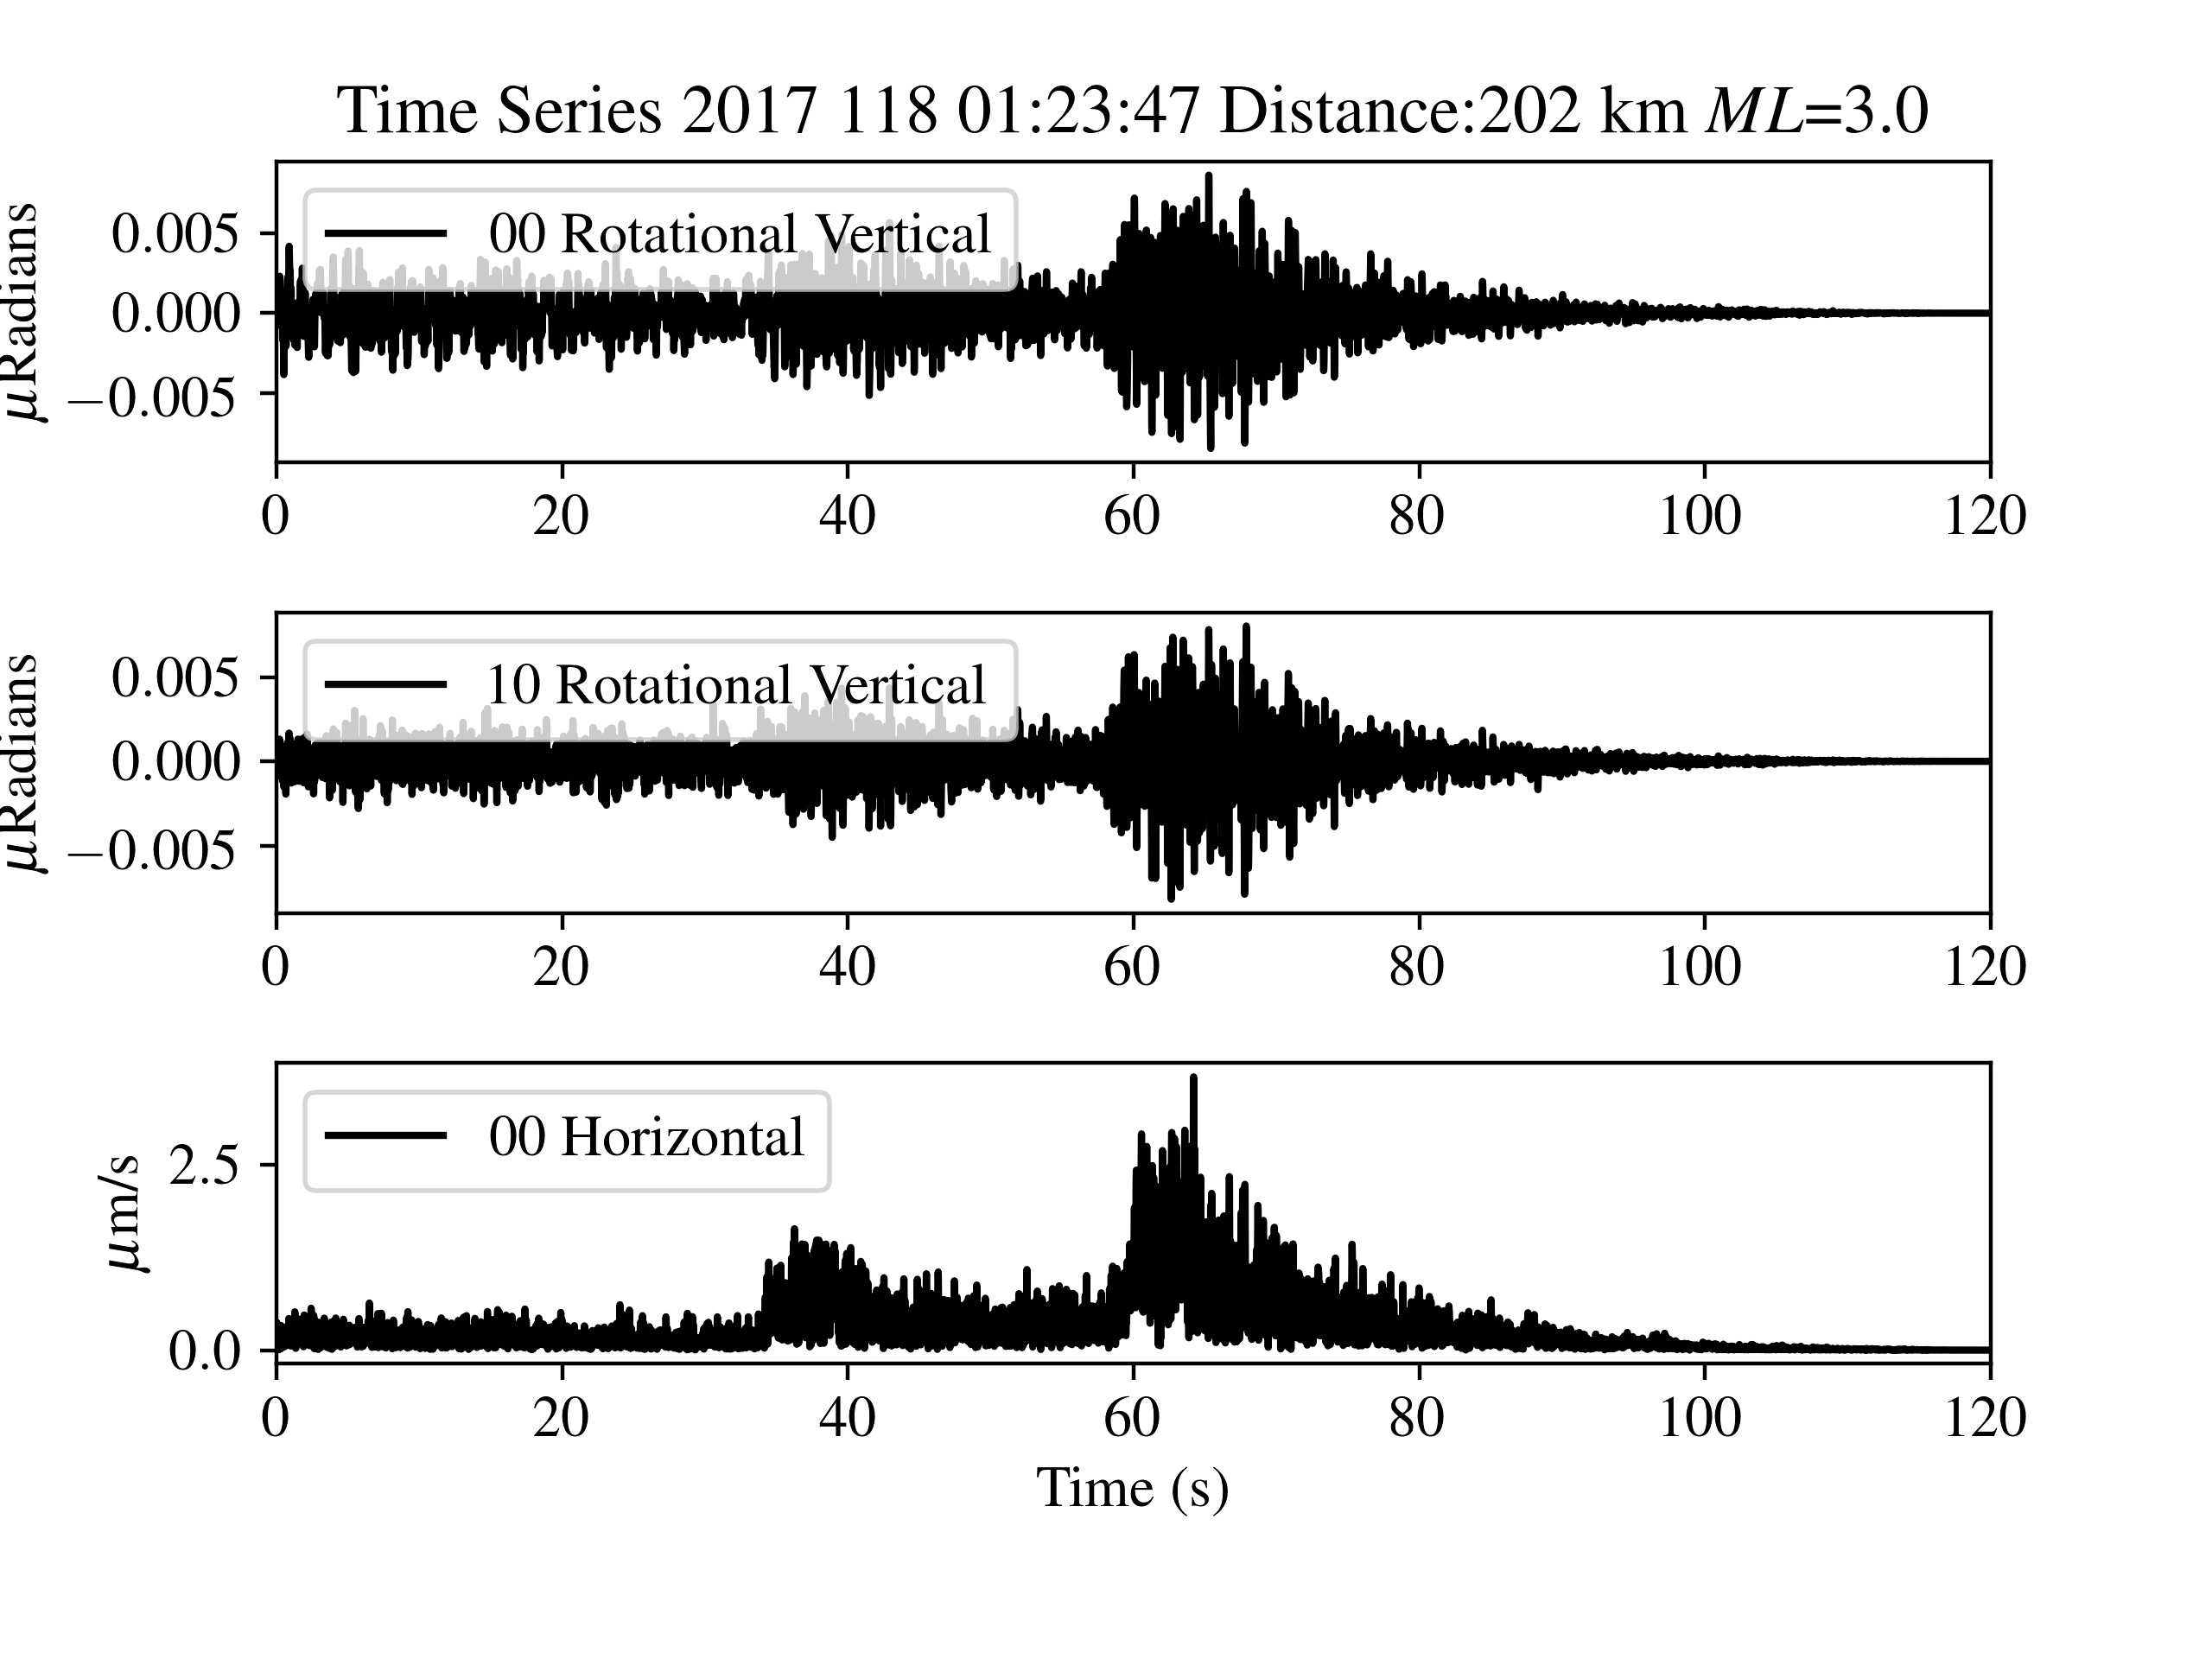 Time Series 2017 118 01:23:47 Distance:202 km ML=3.0
µRadians
0.005
0.000
−0.005
00 Rotational Vertical
0 20 40 60 80 100 120
µRadians
0.005
0.000
−0.005
10 Rotational Vertical
0 20 40 60 80 100 120
µm/s
2.5
0.0
00 Horizontal
0 20 40 60 80 100 120
Time (s)